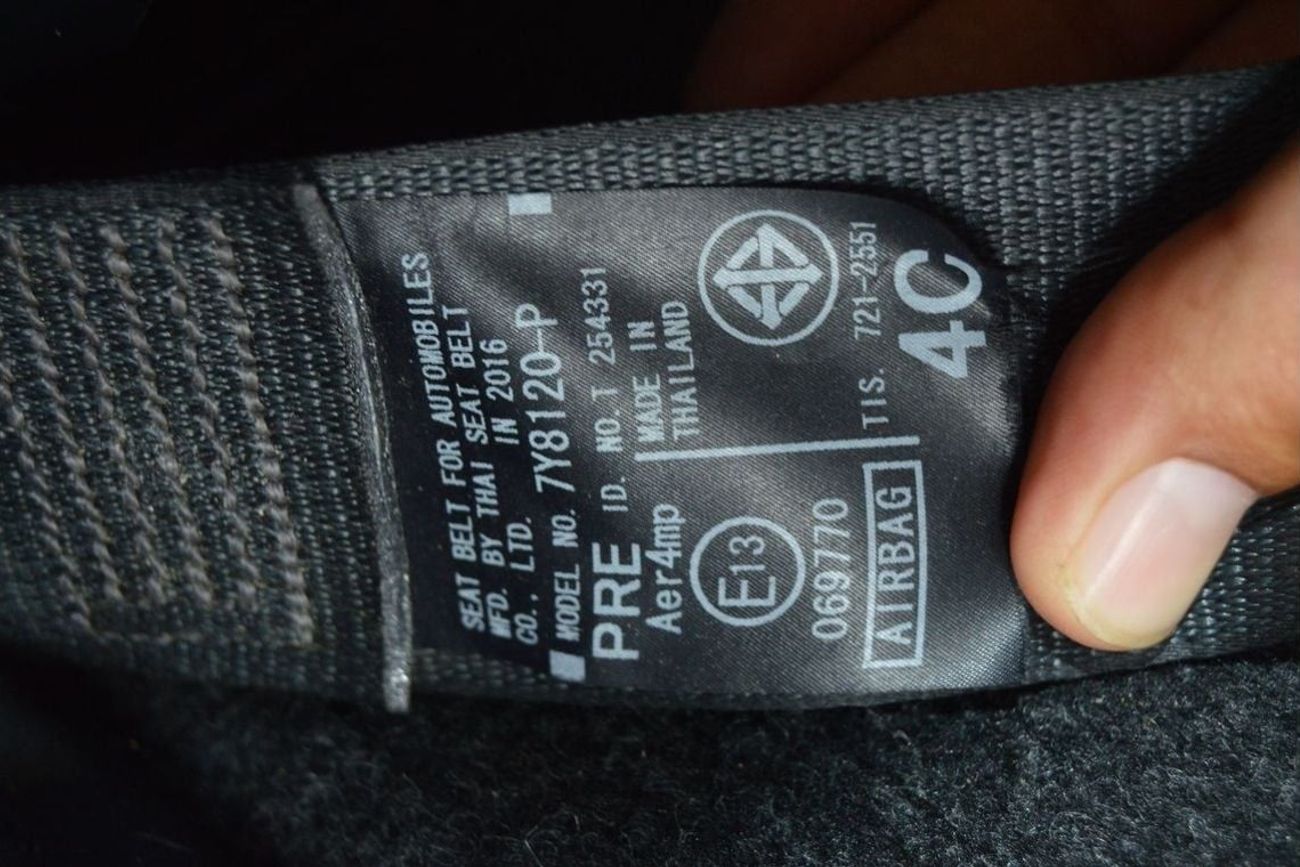 SEAT BELT FOR AUTOMOBILES
MFD. BY THAI SEAT BELT
CO., LTD. IN 2016
MODEL NO. 7Y8120-P
PRE ID. NO.T 254331
Aer4mp
E13
069770
AIRBAG
MADE IN
THAILAND
TIS. 721-2551
4C